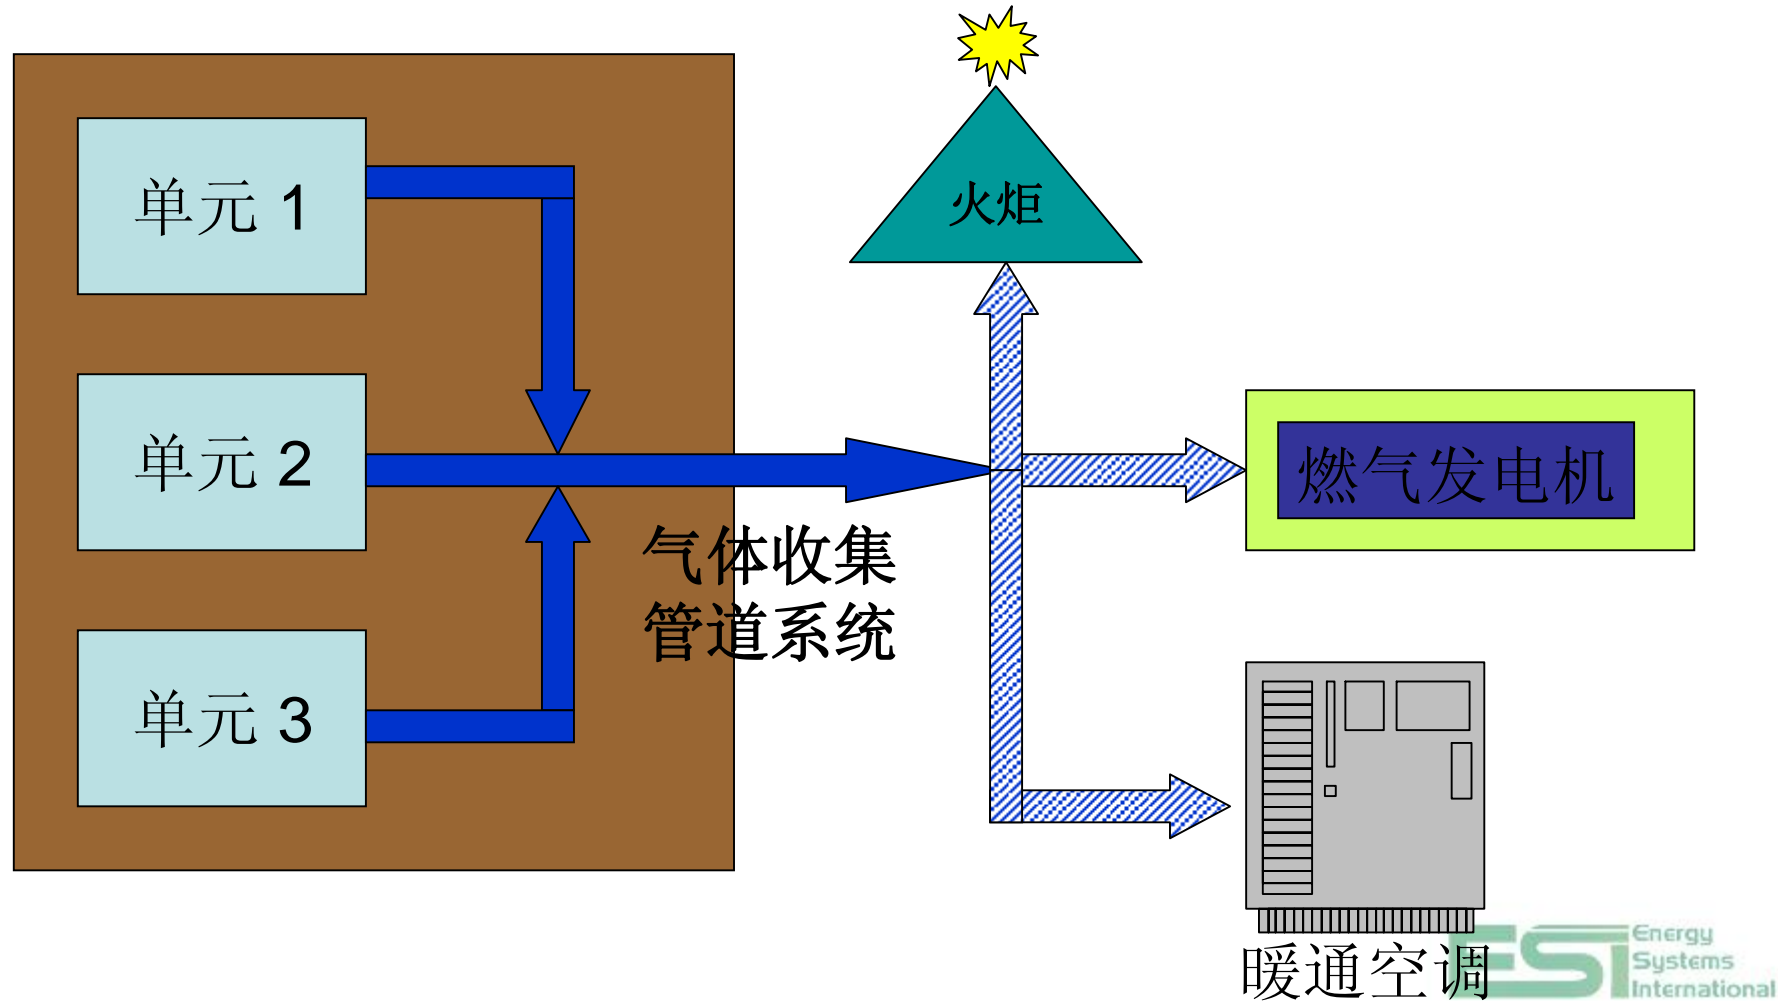 单元 1
火炬
单元 2
燃气发电机
气体收集
管道系统
单元 3
暖通空调
ESI Energy
Systems
International